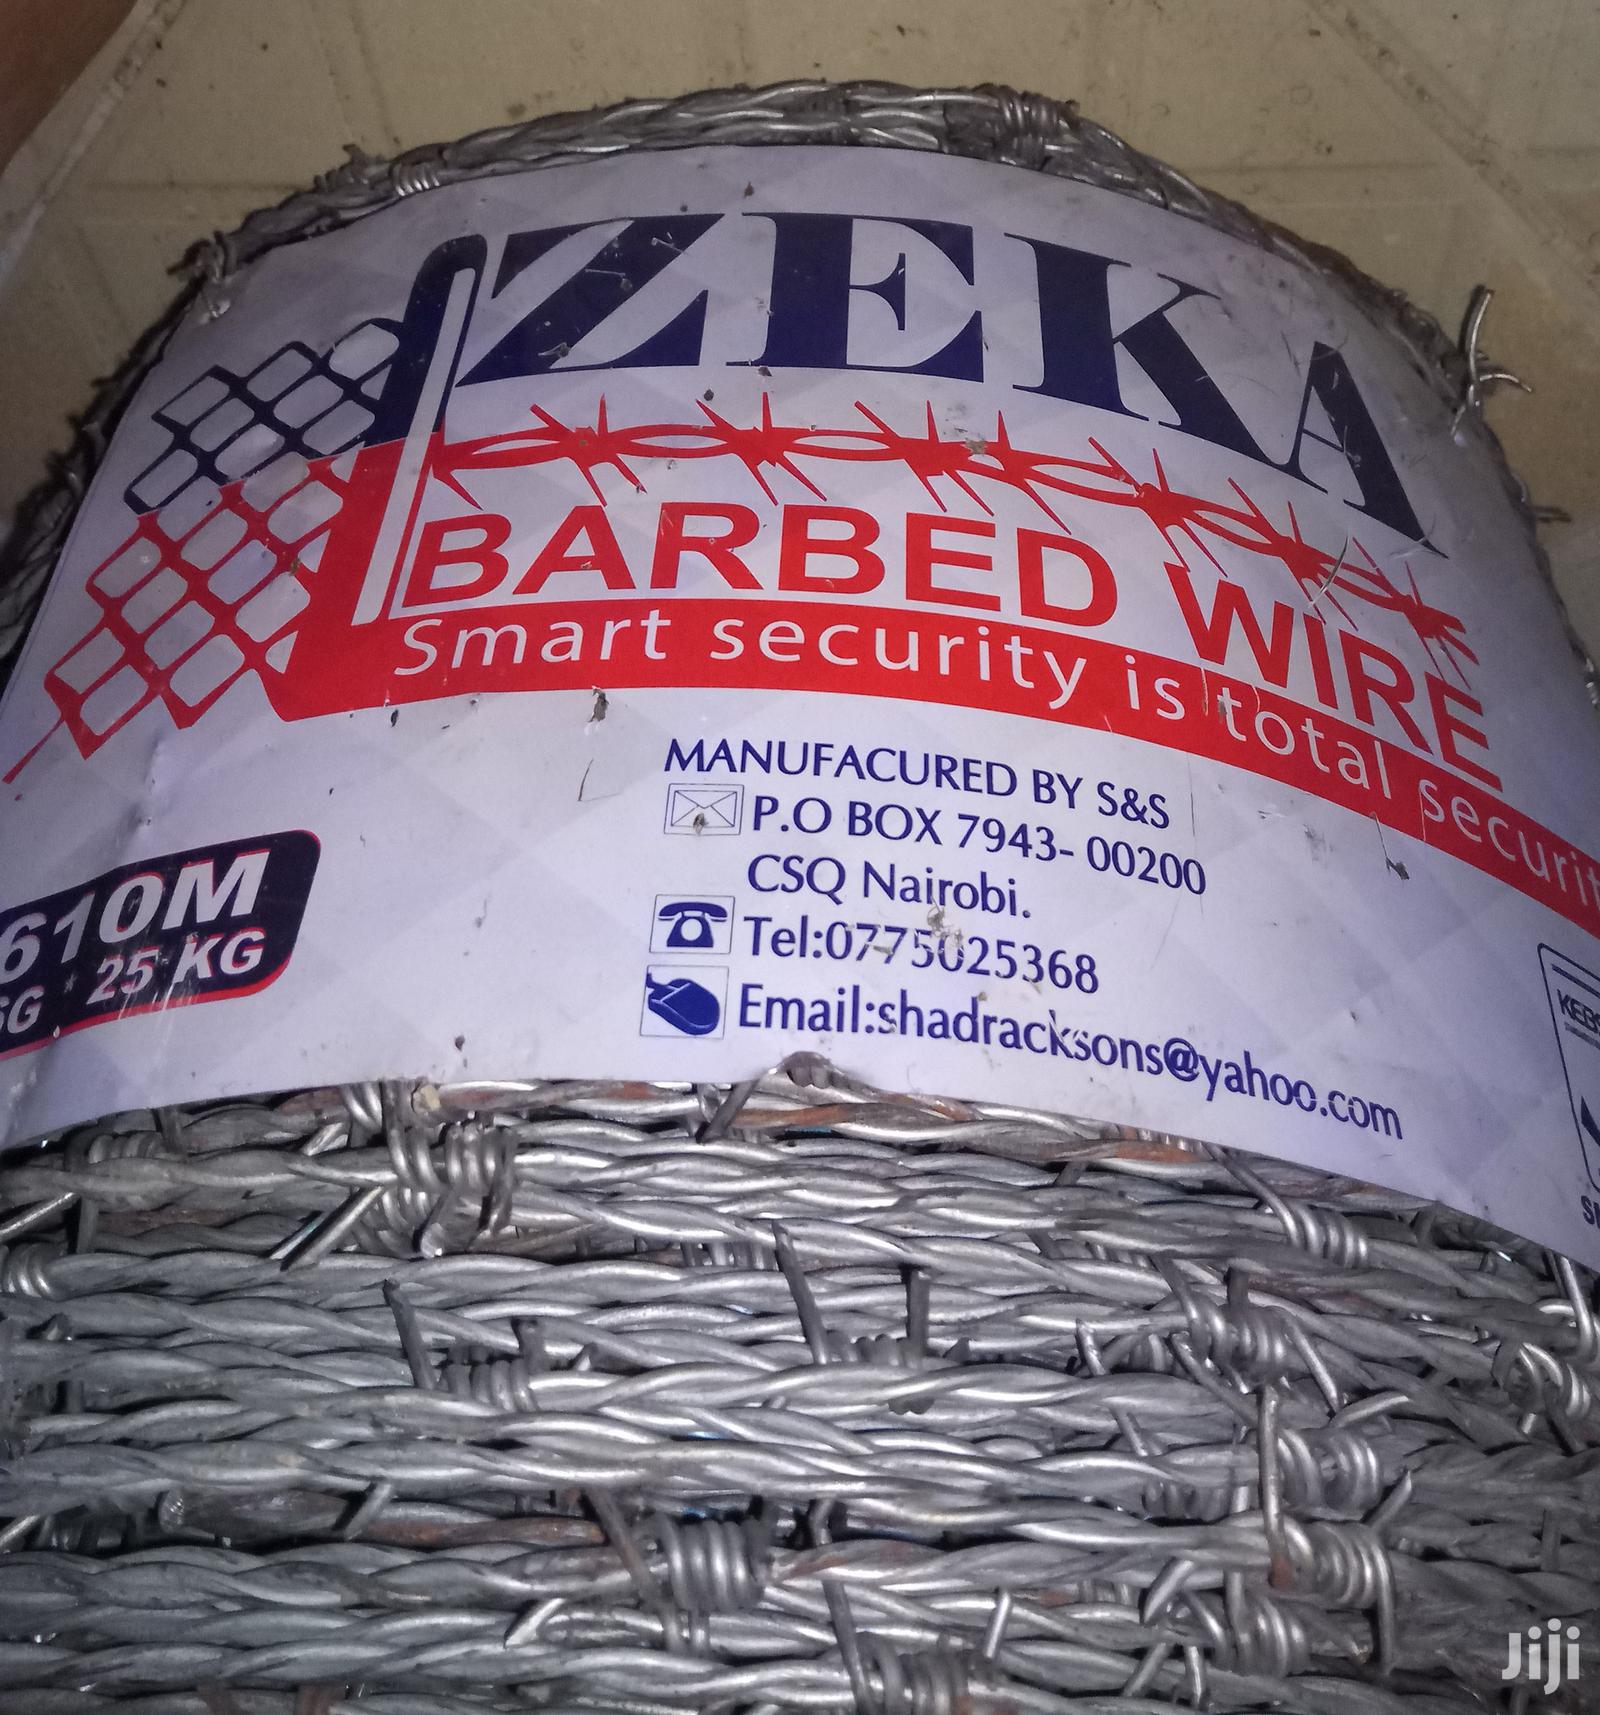 ZEKA
BARBED WIRE
Smart security is total securit
MANUFACURED BY S&S
P.O BOX 7943- 00200
CSQ Nairobi.
Tel:0775025368
Email:shadracksons@yahoo.com
610M
25 KG
KEBS
Jiji